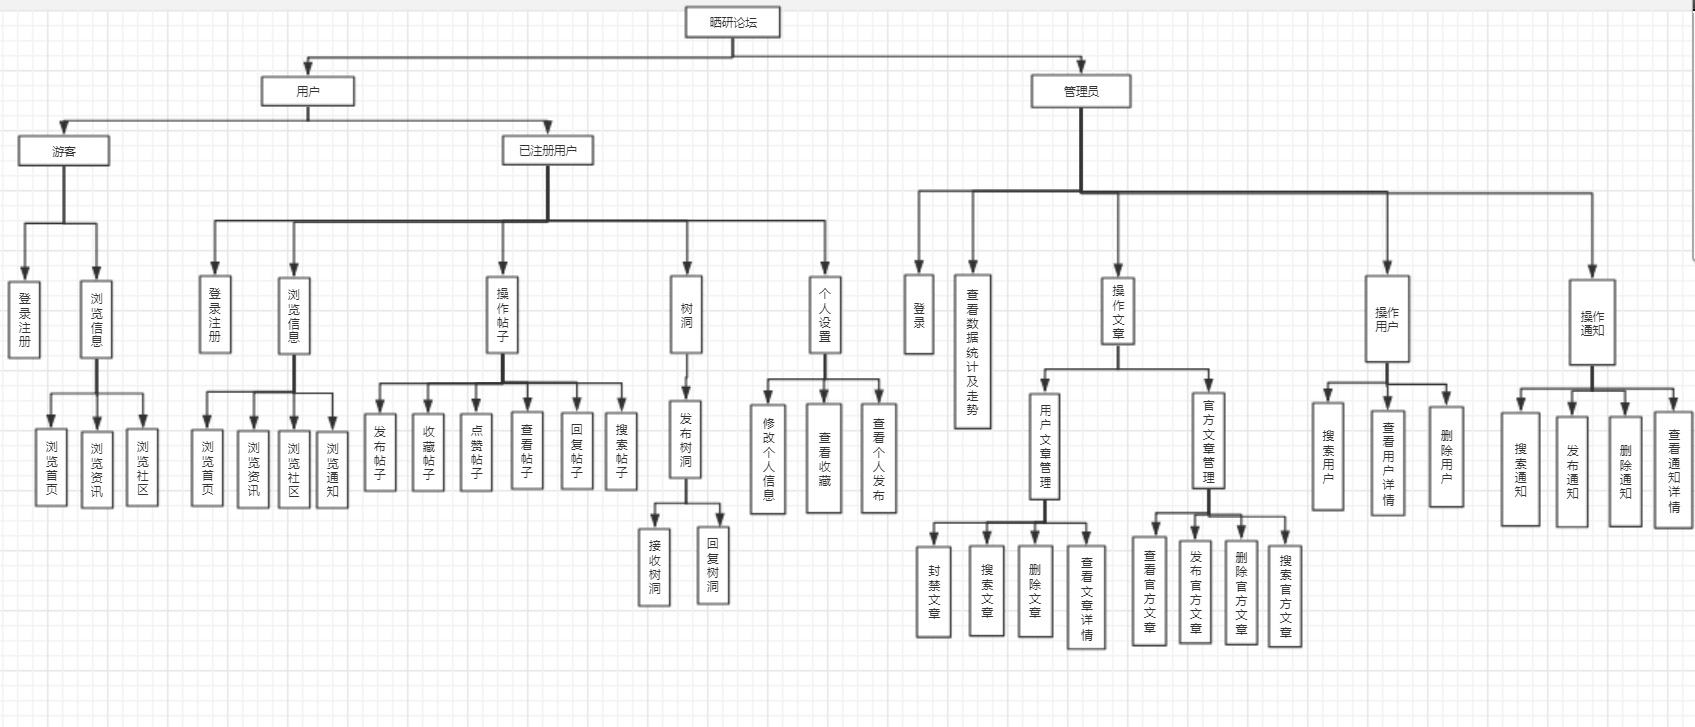 晒研论坛
用户
管理员
游客
已注册用户
登录注册
浏览信息
登录注册
浏览信息
操作帖子
树洞
个人设置
登录
查看数据统计及走势
操作文章
操作
用户
操作
通知
浏览首页
浏览资讯
浏览社区
浏览首页
浏览资讯
浏览社区
浏览通知
发布帖子
收藏帖子
点赞帖子
查看帖子
回复帖子
搜索帖子
发布树洞
修改个人信息
查看收藏
查看个人发布
用户文章管理
官方文章管理
搜索用户
查看用户详情
删除用户
搜索通知
发布通知
删除通知
查看通知详情
接收树洞
回复树洞
封禁文章
搜索文章
删除文章
查看文章详情
查看官方文章
发布官方文章
删除官方文章
搜索官方文章